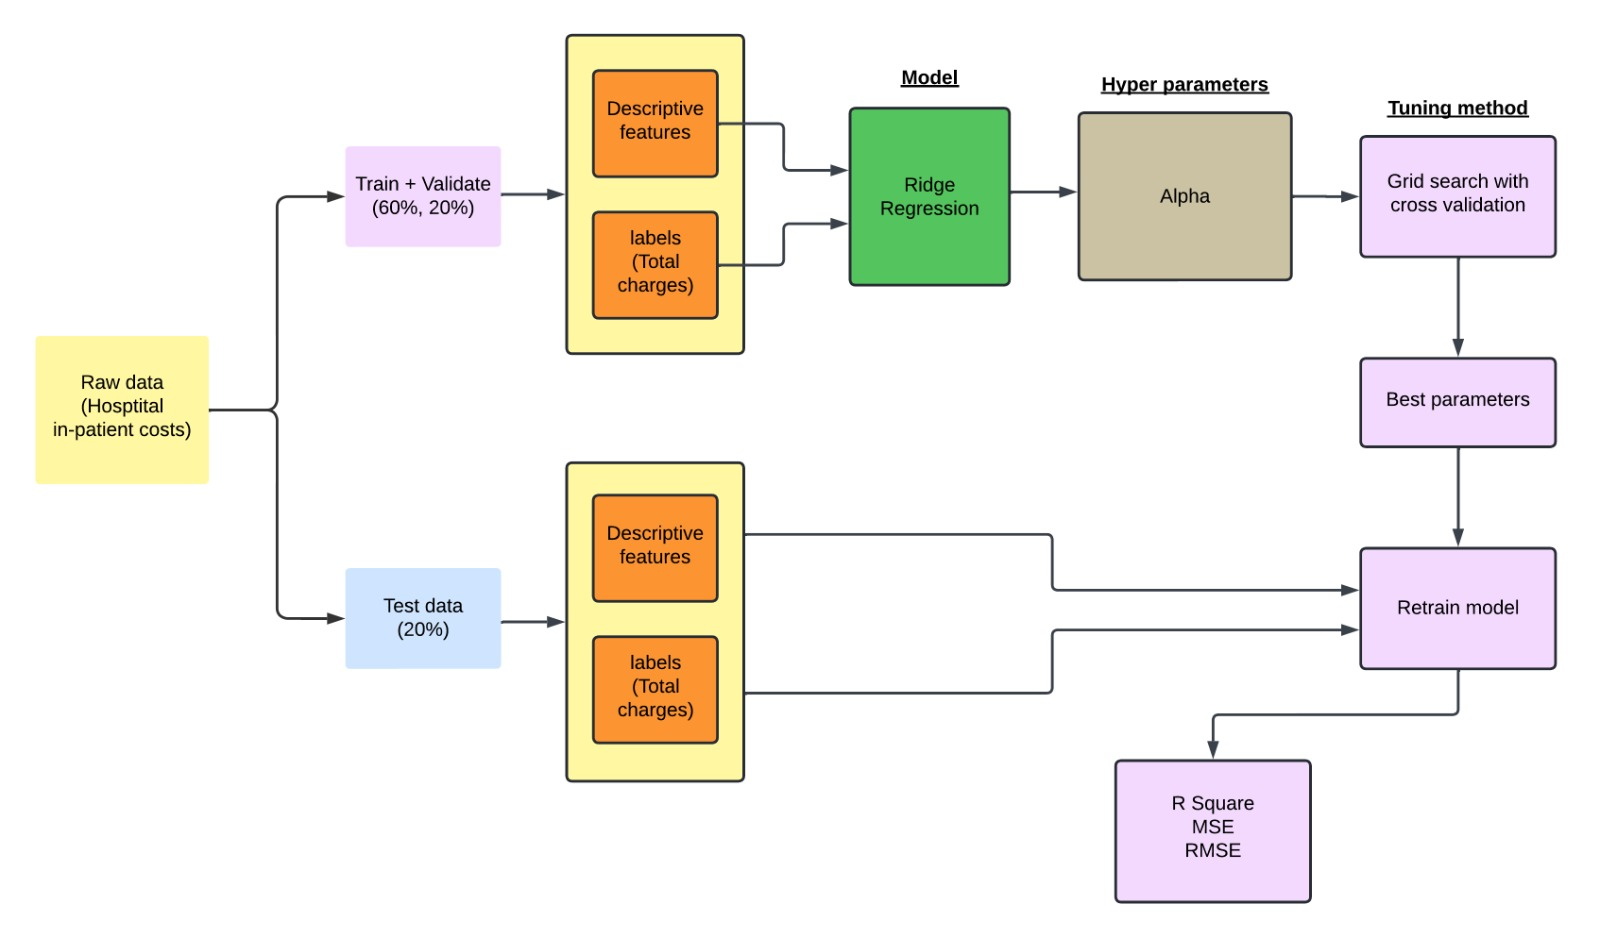 Model
Hyper parameters
Tuning method
Descriptive
features
labels
(Total
charges)
Train + Validate
(60%, 20%)
Ridge
Regression
Alpha
Grid search with
cross validation
Raw data
(Hosptital
in-patient costs)
Best parameters
Test data
(20%)
Descriptive
features
labels
(Total
charges)
Retrain model
R Square
MSE
RMSE